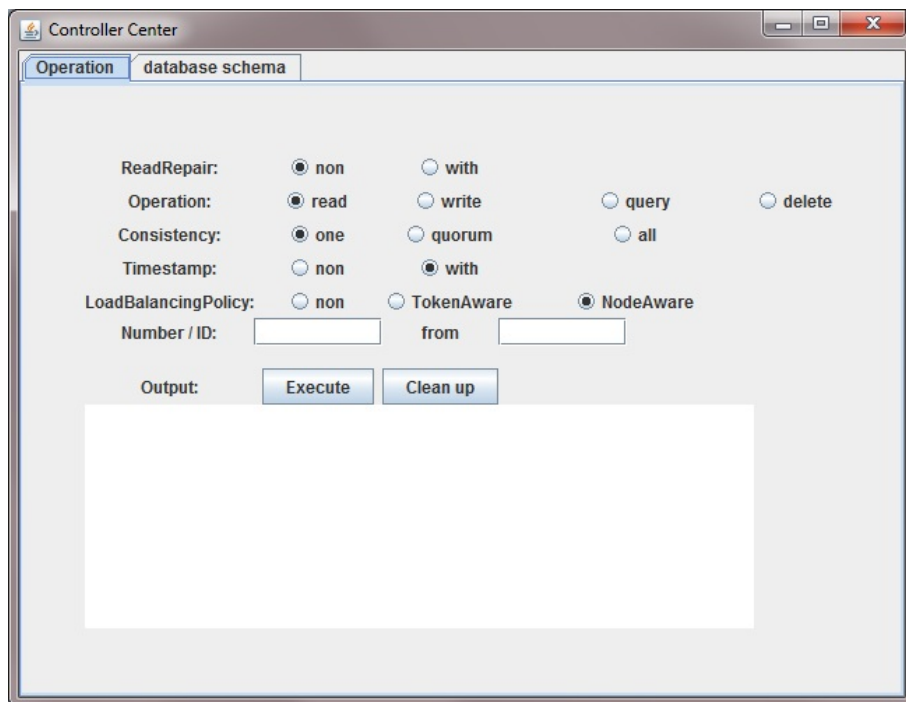 Controller Center
Operation database schema
ReadRepair: non with
Operation: read write query delete
Consistency: one quorum all
Timestamp: non with
LoadBalancingPolicy: non TokenAware NodeAware
Number / ID: from
Output: Execute Clean up